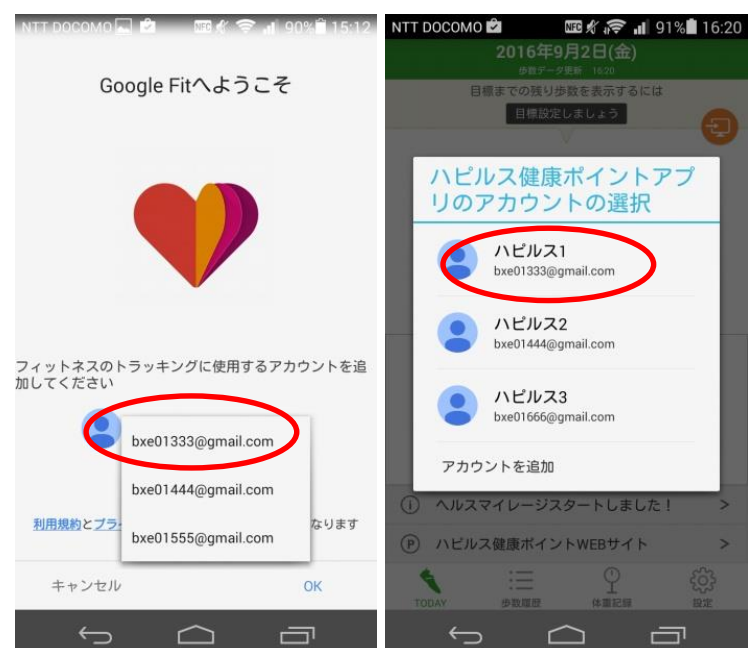 NTT DOCOMO NFC 90% 15:12
Google Fitへようこそ
フィットネスのトラッキングに使用するアカウントを追
加してください
bxe01333@gmail.com
bxe01444@gmail.com
bxe01555@gmail.com
利用規約とプラ
なります
キャンセル
OK
NTT DOCOMO NFC 91% 16:20
2016年9月2日(金)
歩数データ更新 16:20
目標までの残り歩数を表示するには
目標設定しましょう
ハピルス健康ポイントアプ
リのアカウントの選択
ハピルス1
bxe01333@gmail.com
ハピルス2
bxe01444@gmail.com
ハピルス3
bxe01666@gmail.com
アカウントを追加
ヘルスマイレージスタートしました! >
P ハピルス健康ポイントWEBサイト >
TODAY 歩数履歴 体重記録 設定